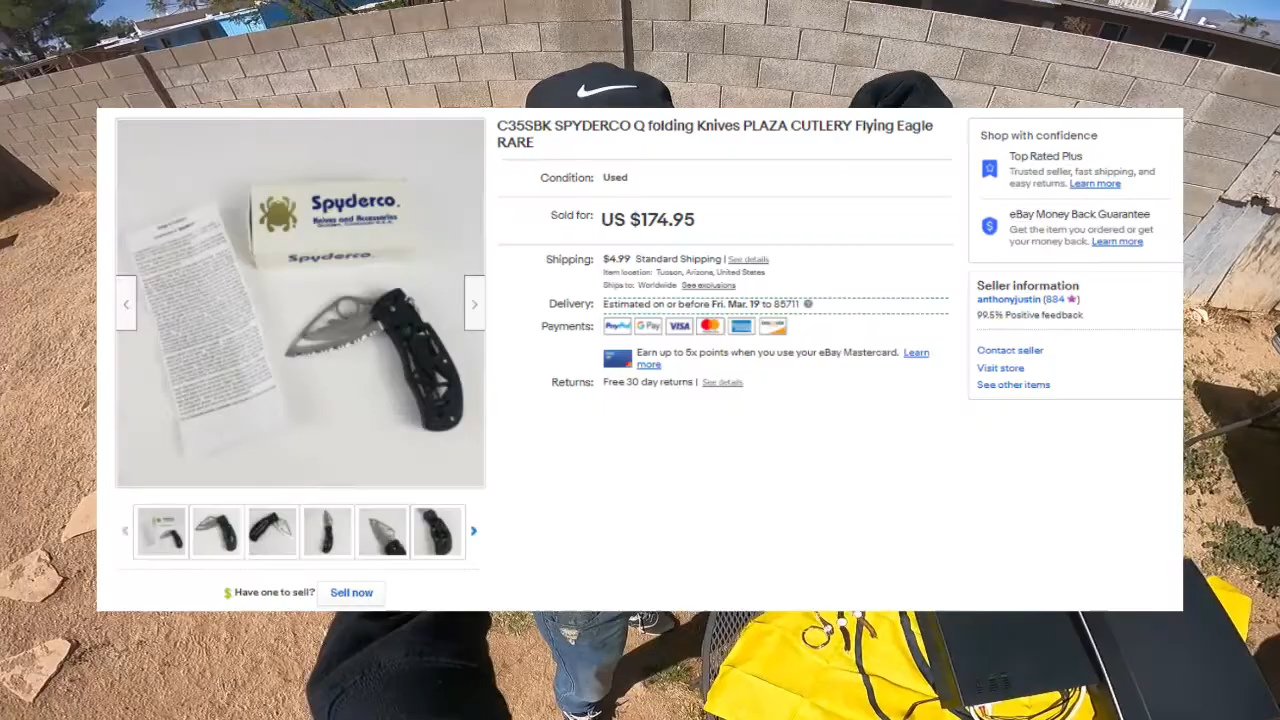 C35SBK SPYDERCO Q folding Knives PLAZA CUTLERY Flying Eagle
RARE
Condition: Used
Sold for: US $174.95
Shipping: $4.99 Standard Shipping | See details
Item location: Tucson, Arizona, United States
Ships to: Worldwide See exclusions
Delivery: Estimated on or before Fri. Mar. 19 to 85711
Payments: PayPal G Pay VISA
Earn up to 5x points when you use your eBay Mastercard. Learn
more
Returns: Free 30 day returns | See details
Shop with confidence
Top Rated Plus
Trusted seller, fast shipping, and
easy returns. Learn more
eBay Money Back Guarantee
Get the item you ordered or get
your money back. Learn more
Seller information
anthonyjustin (884)
99.5% Positive feedback
Contact seller
Visit store
See other items
Spyderco.
Knives and Accessories
Spyderco.
$ Have one to sell? Sell now